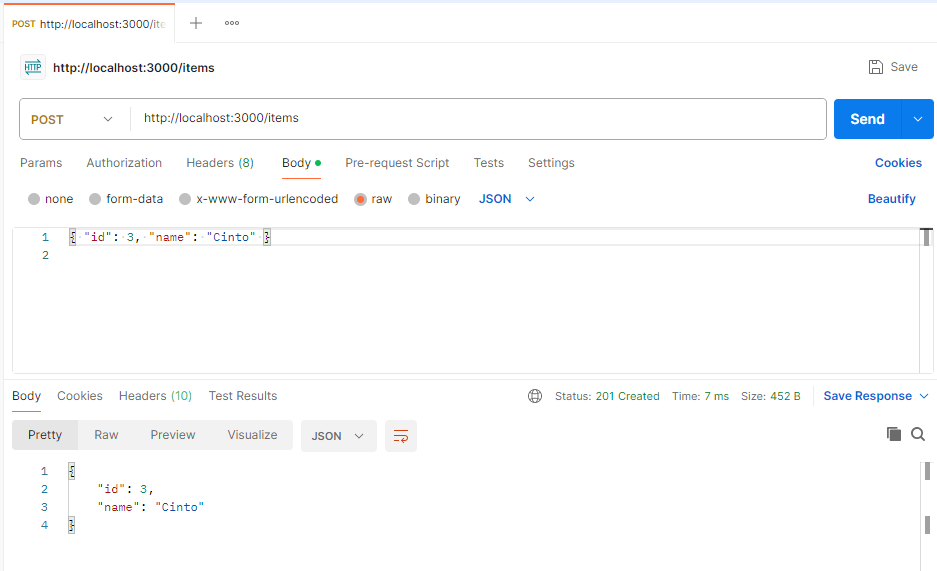 POST http://localhost:3000/ite
HTTP http://localhost:3000/items Save
POST http://localhost:3000/items Send
Params Authorization Headers (8) Body Pre-request Script Tests Settings Cookies
none form-data x-www-form-urlencoded raw binary JSON Beautify
1 { "id": 3, "name": "Cinto" }
2
Body Cookies Headers (10) Test Results Status: 201 Created Time: 7 ms Size: 452 B Save Response
Pretty Raw Preview Visualize JSON
1 {
2 "id": 3,
3 "name": "Cinto"
4 }